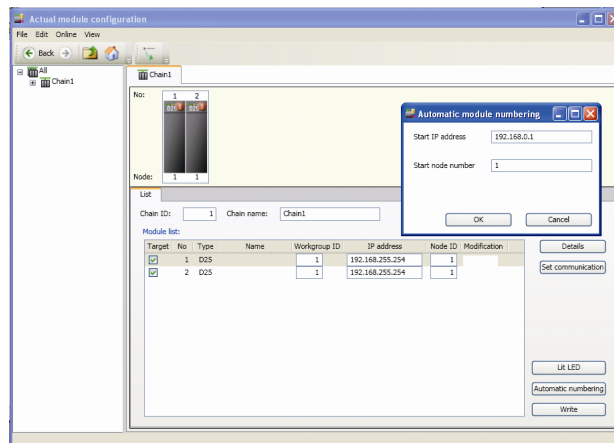 Actual module configuration
File Edit Online View
Back
All
Chain1
Chain1
No: 1 2
D25 D25
Node: 1 1
Automatic module numbering
Start IP address 192.168.0.1
Start node number 1
OK Cancel
List
Chain ID: 1 Chain name: Chain1
Module list:
Target No Type Name Workgroup ID IP address Node ID Modification
1 D25 1 192.168.255.254 1
2 D25 1 192.168.255.254 1
Details
Set communication
Lit LED
Automatic numbering
Write